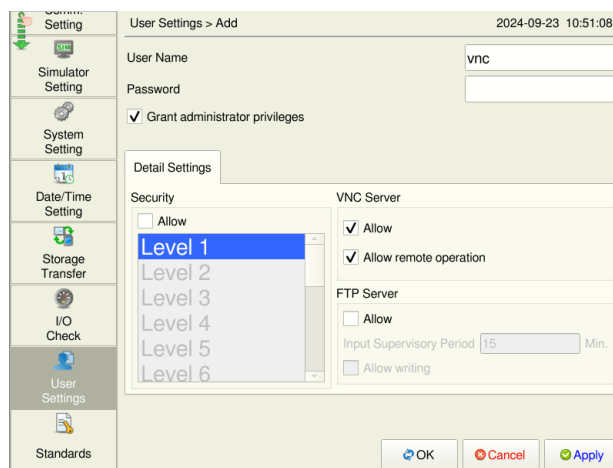 Setting
User Settings > Add
2024-09-23 10:51:08
SIM
Simulator
Setting
System
Setting
Date/Time
Setting
Storage
Transfer
I/O
Check
User
Settings
Standards
User Name
vnc
Password
Grant administrator privileges
Detail Settings
Security
Allow
Level 1
Level 2
Level 3
Level 4
Level 5
Level 6
VNC Server
Allow
Allow remote operation
FTP Server
Allow
Input Supervisory Period 15 Min.
Allow writing
OK
Cancel
Apply